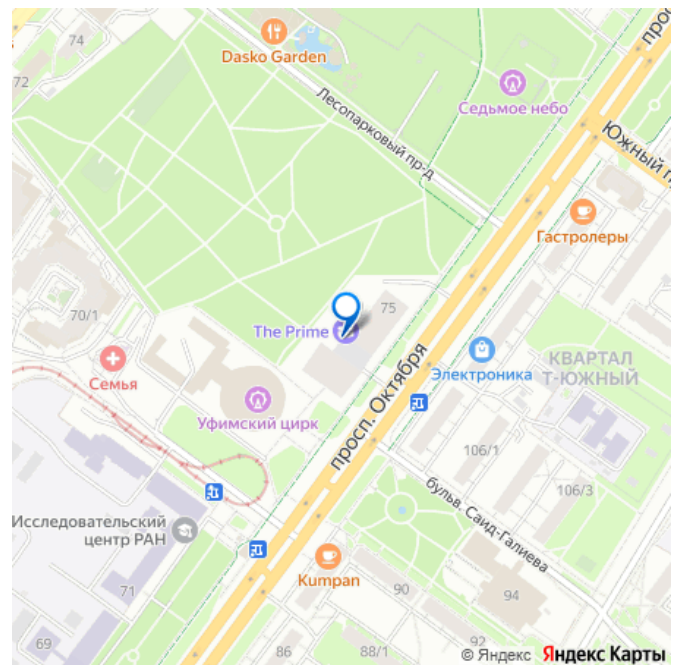 74
72
Dasko Garden
Седьмое небо
Лесопарковый пр-д
Гастролеры
70/1
75
The Prime
Семья
Электроника
КВАРТАЛ
Т-ЮЖНЫЙ
Уфимский цирк
просп. Октября
106/1
106/3
бульв. Саид-Галиева
Исследовательский
центр РАН
Kumpan
71
90
94
69
86
88/1
92
© Яндекс Яндекс Карты